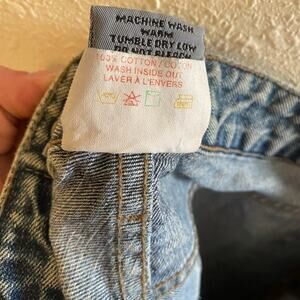 MACHINE WASH
WARM
TUMBLE DRY LOW
DO NOT BLEACH
100% COTTON / COTON
WASH INSIDE OUT
LAVER À L'ENVERS